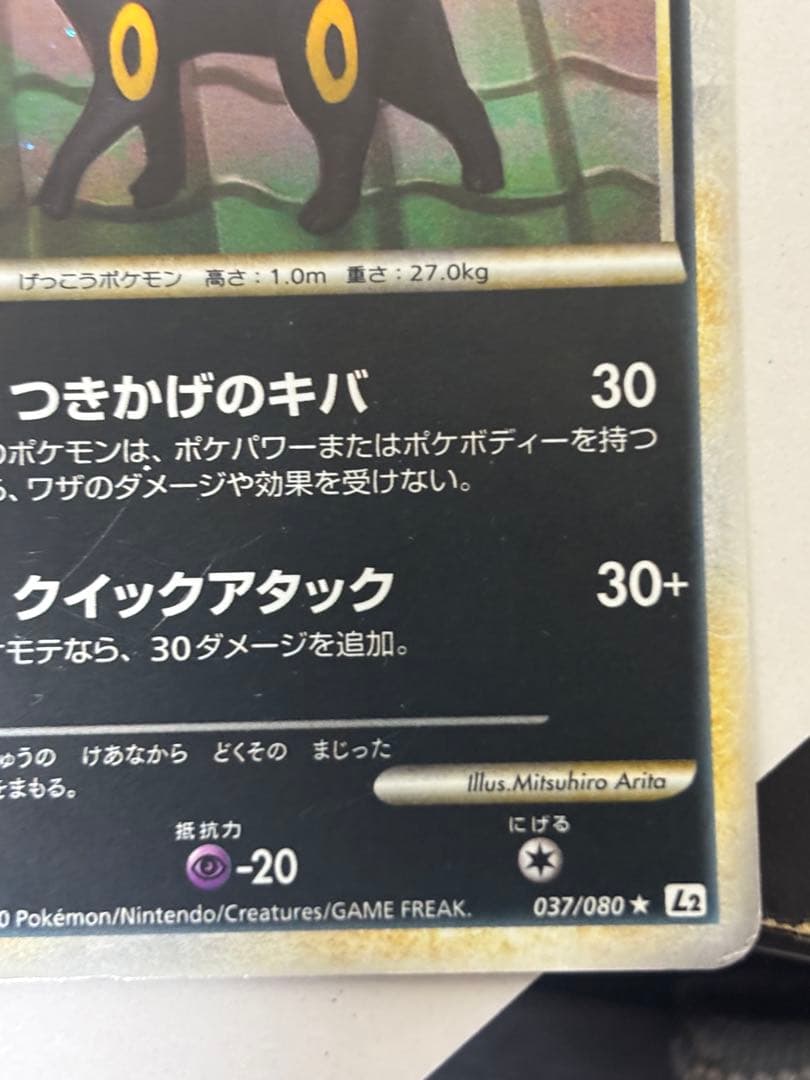 げっこうポケモン 高さ：1.0m 重さ：27.0kg
つきかげのキバ 30
のポケモンは、ポケパワーまたはポケボディーを持つ
ら、ワザのダメージや効果を受けない。
クイックアタック 30+
オモテなら、30ダメージを追加。
ゅうの けあなから どくその まじった
をまもる。
Illus.Mitsuhiro Arita
抵抗力 にげる
-20
0 Pokémon/Nintendo/Creatures/GAME FREAK. 037/080 ★ L2